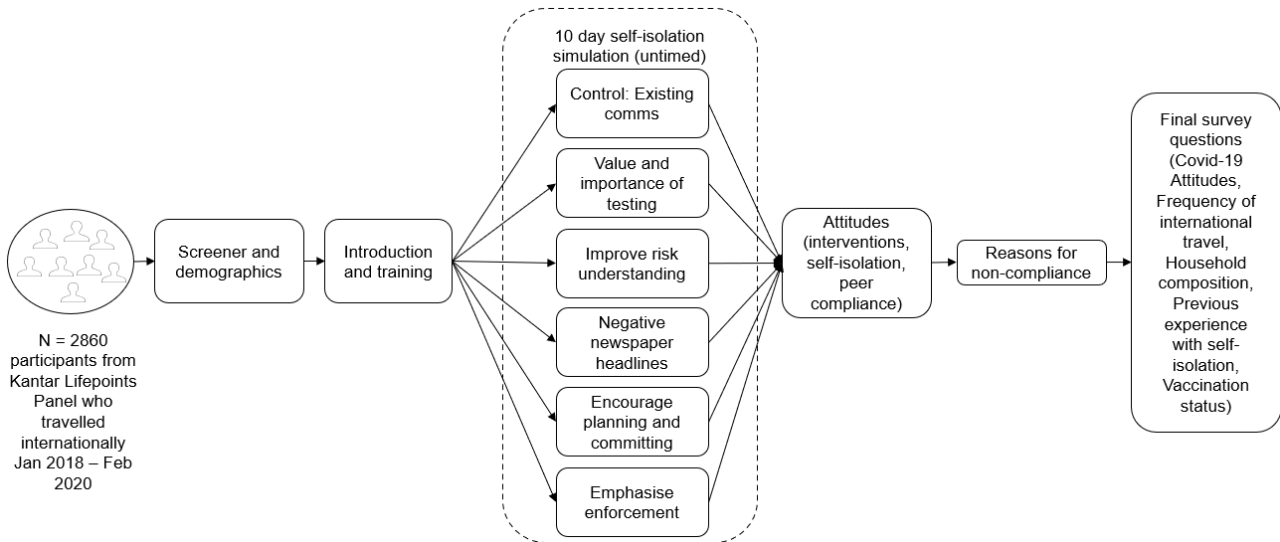 N = 2860
participants from
Kantar Lifepoints
Panel who
travelled
internationally
Jan 2018 – Feb
2020
Screener and
demographics
Introduction
and training
10 day self-isolation
simulation (untimed)
Control: Existing
comms
Value and
importance of
testing
Improve risk
understanding
Negative
newspaper
headlines
Encourage
planning and
committing
Emphasise
enforcement
Attitudes
(interventions,
self-isolation,
peer
compliance)
Reasons for
non-compliance
Final survey
questions
(Covid-19
Attitudes,
Frequency of
international
travel,
Household
composition,
Previous
experience
with self-
isolation,
Vaccination
status)